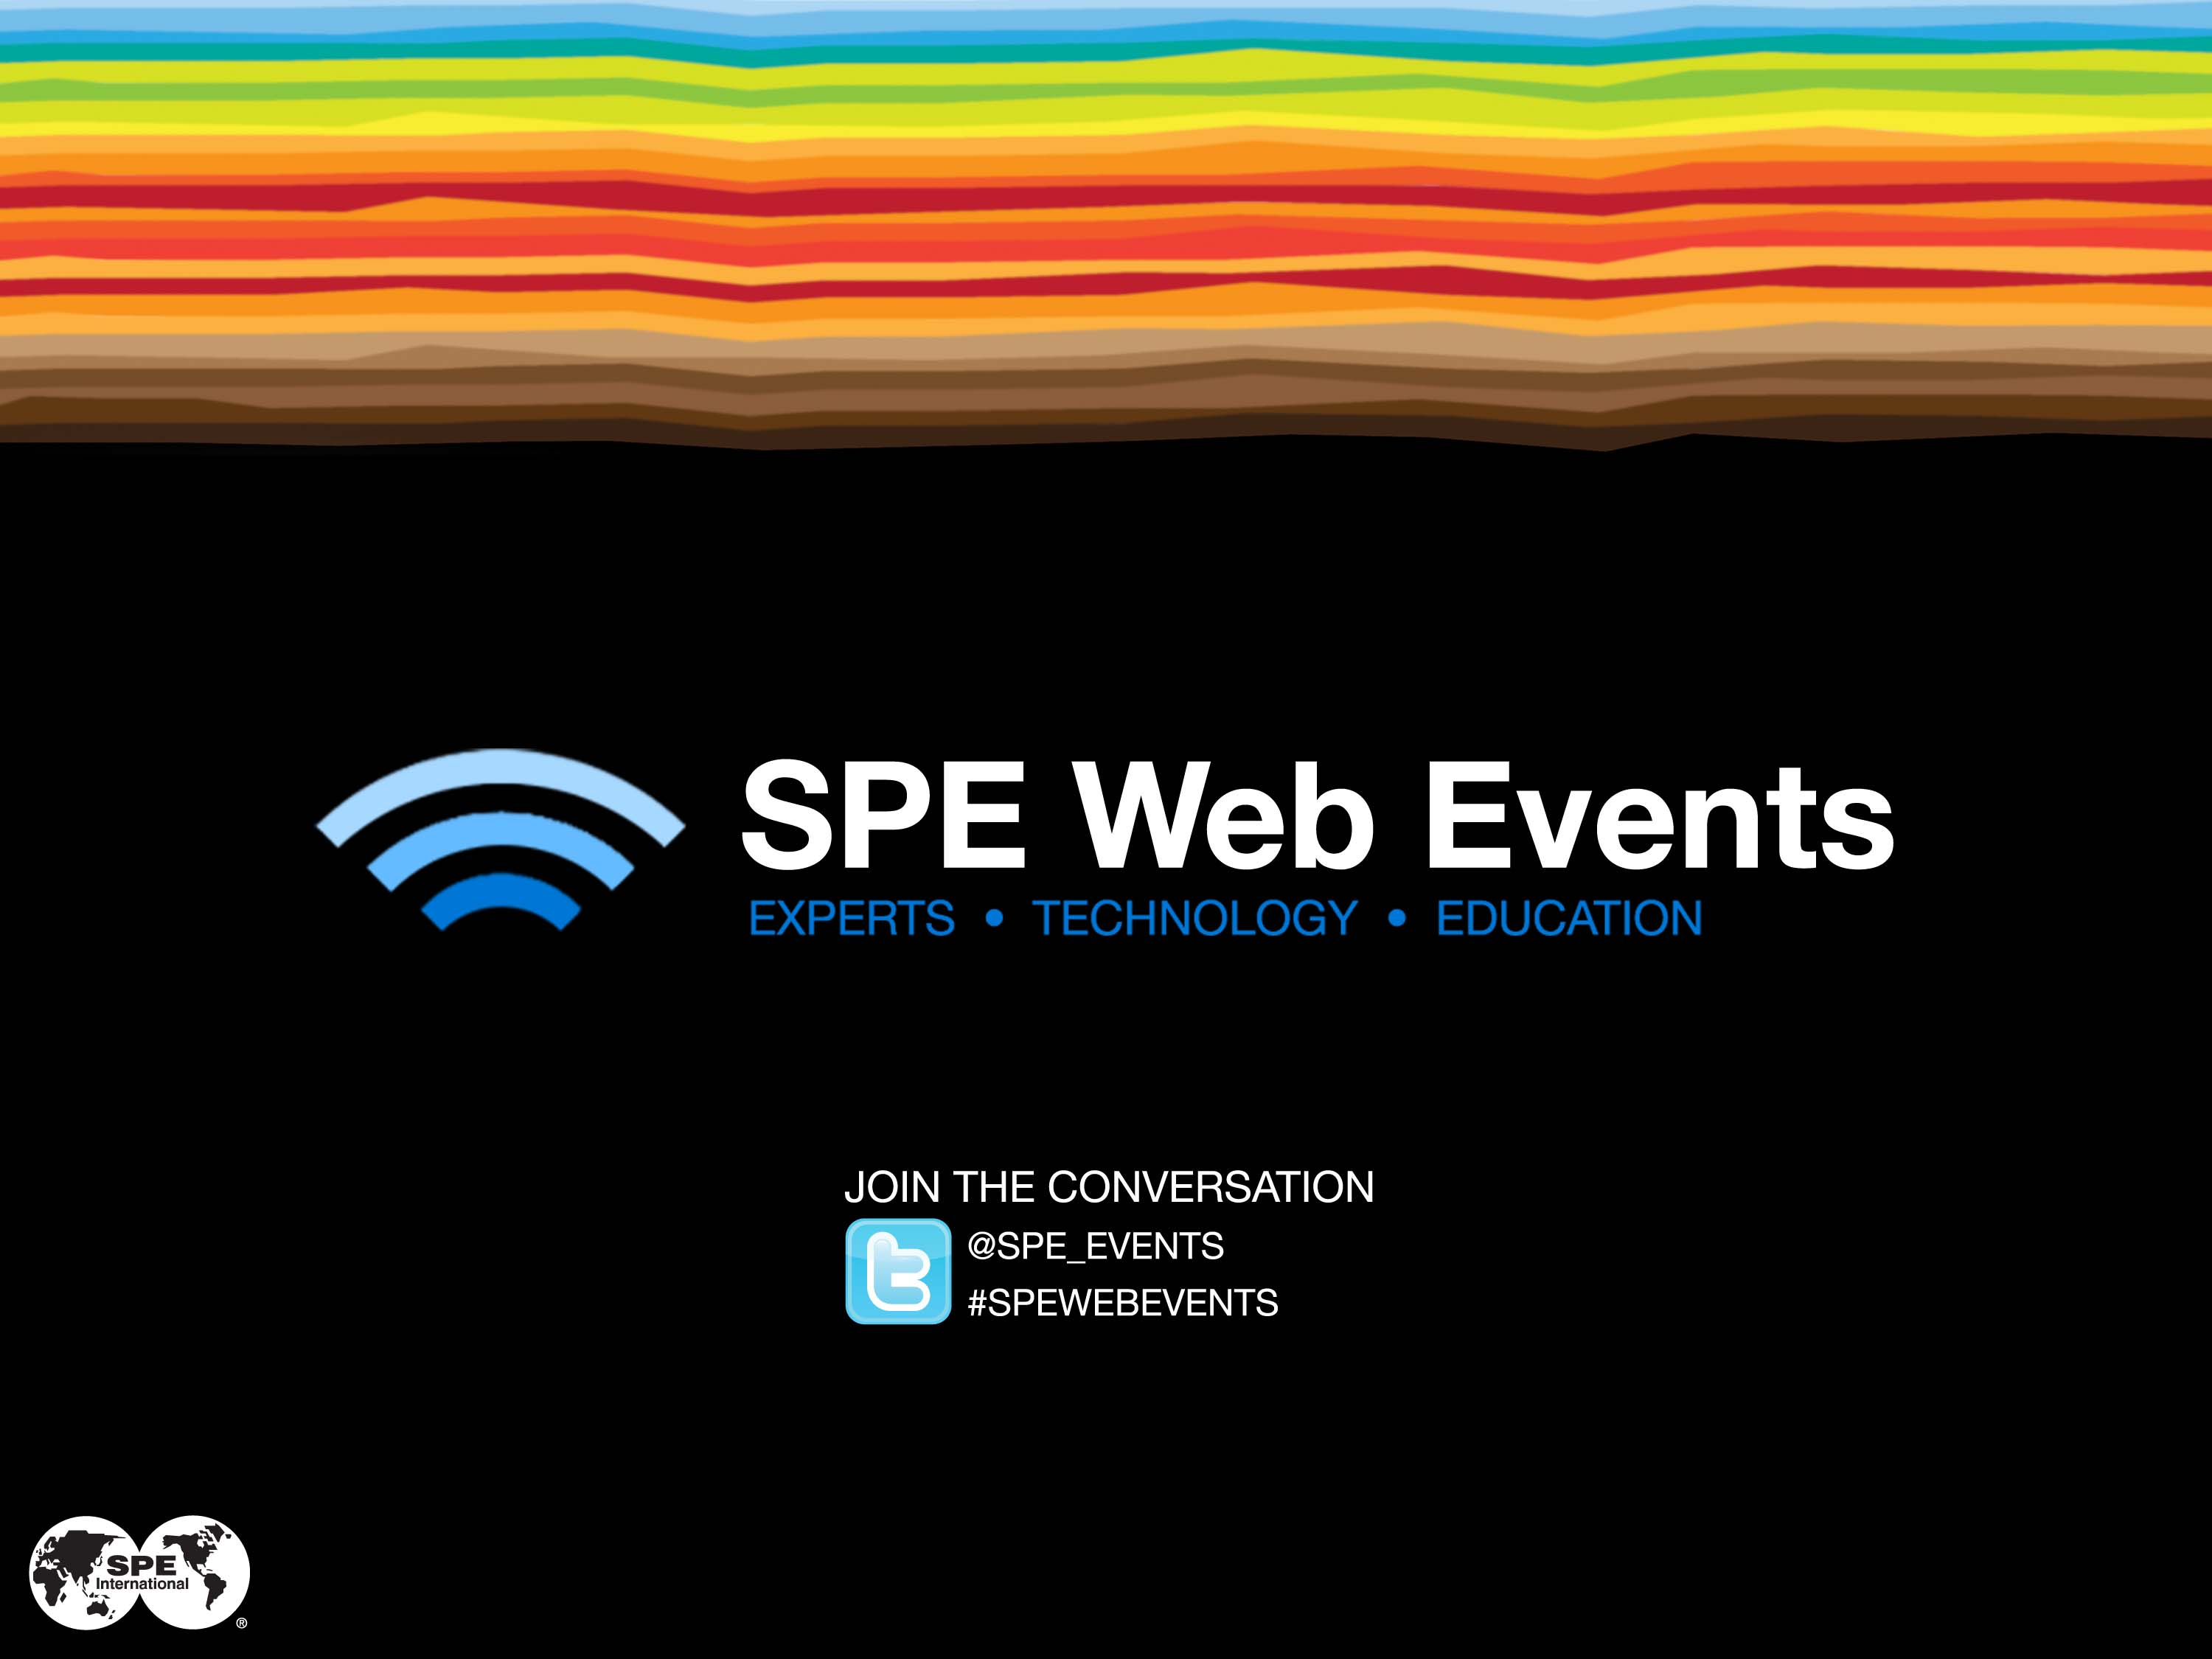 SPE Web Events
EXPERTS • TECHNOLOGY • EDUCATION
JOIN THE CONVERSATION
@SPE_EVENTS
#SPEWEBEVENTS
SPE
International
®